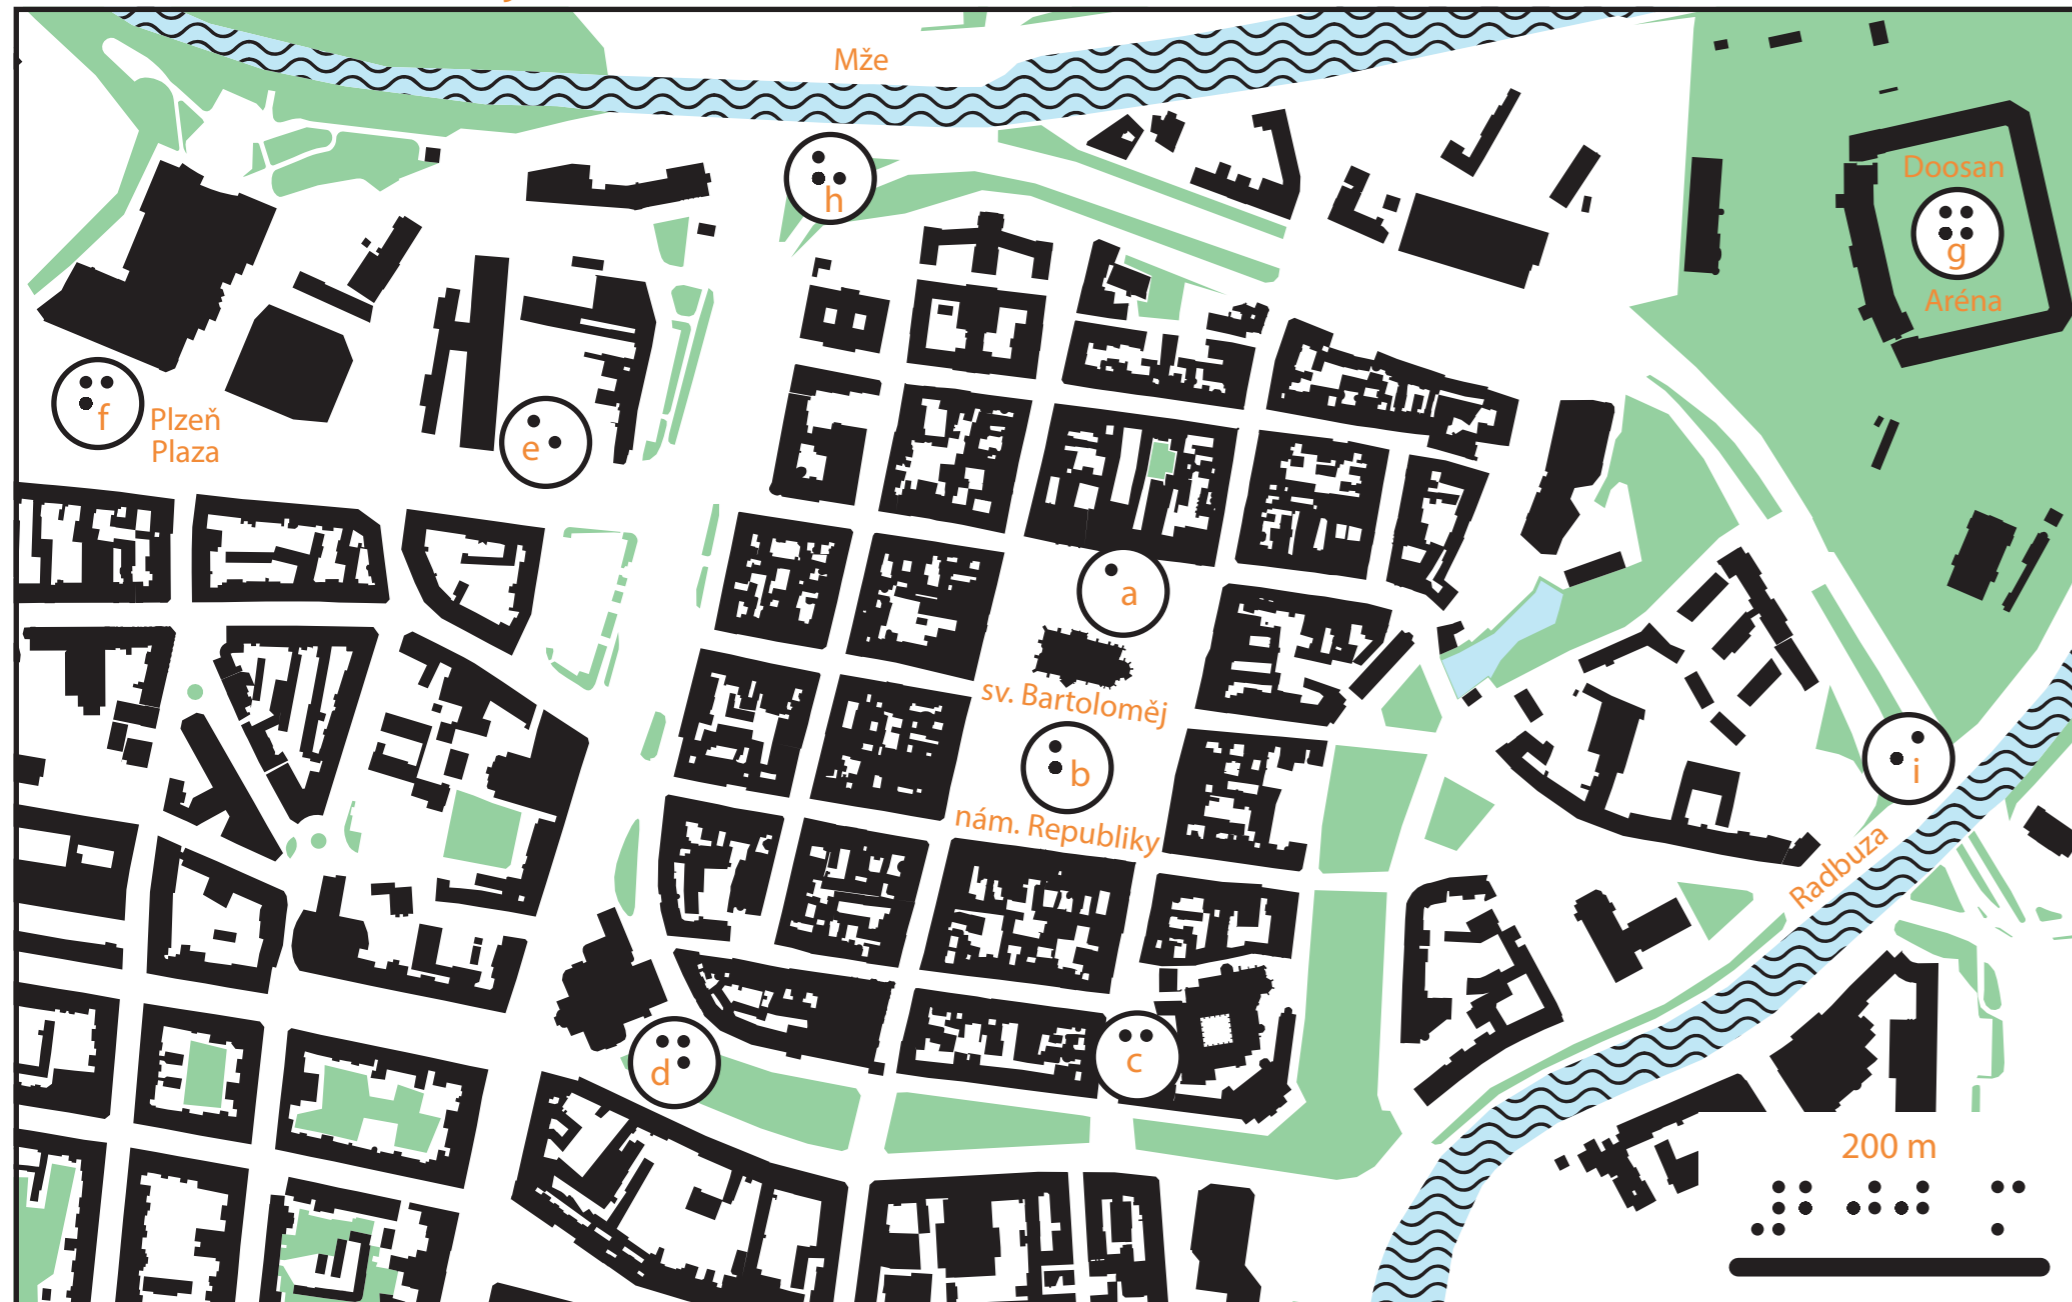 Mže
h
Doosan
g
Aréna
f
Plzeň
Plaza
e
a
sv. Bartoloměj
b
nám. Republiky
i
Radbuza
d
c
200 m
⠼⠃⠚⠚ ⠍